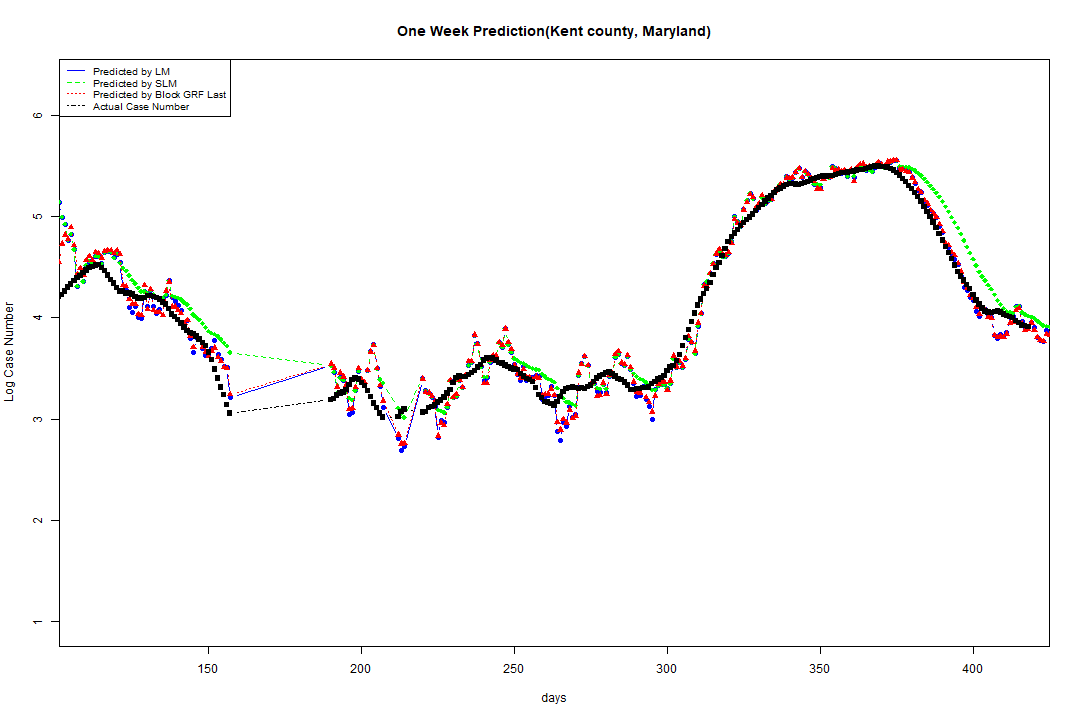 One Week Prediction(Kent county, Maryland)
Predicted by LM
Predicted by SLM
Predicted by Block GRF Last
Actual Case Number
Log Case Number
6
5
4
3
2
1
150 200 250 300 350 400
days